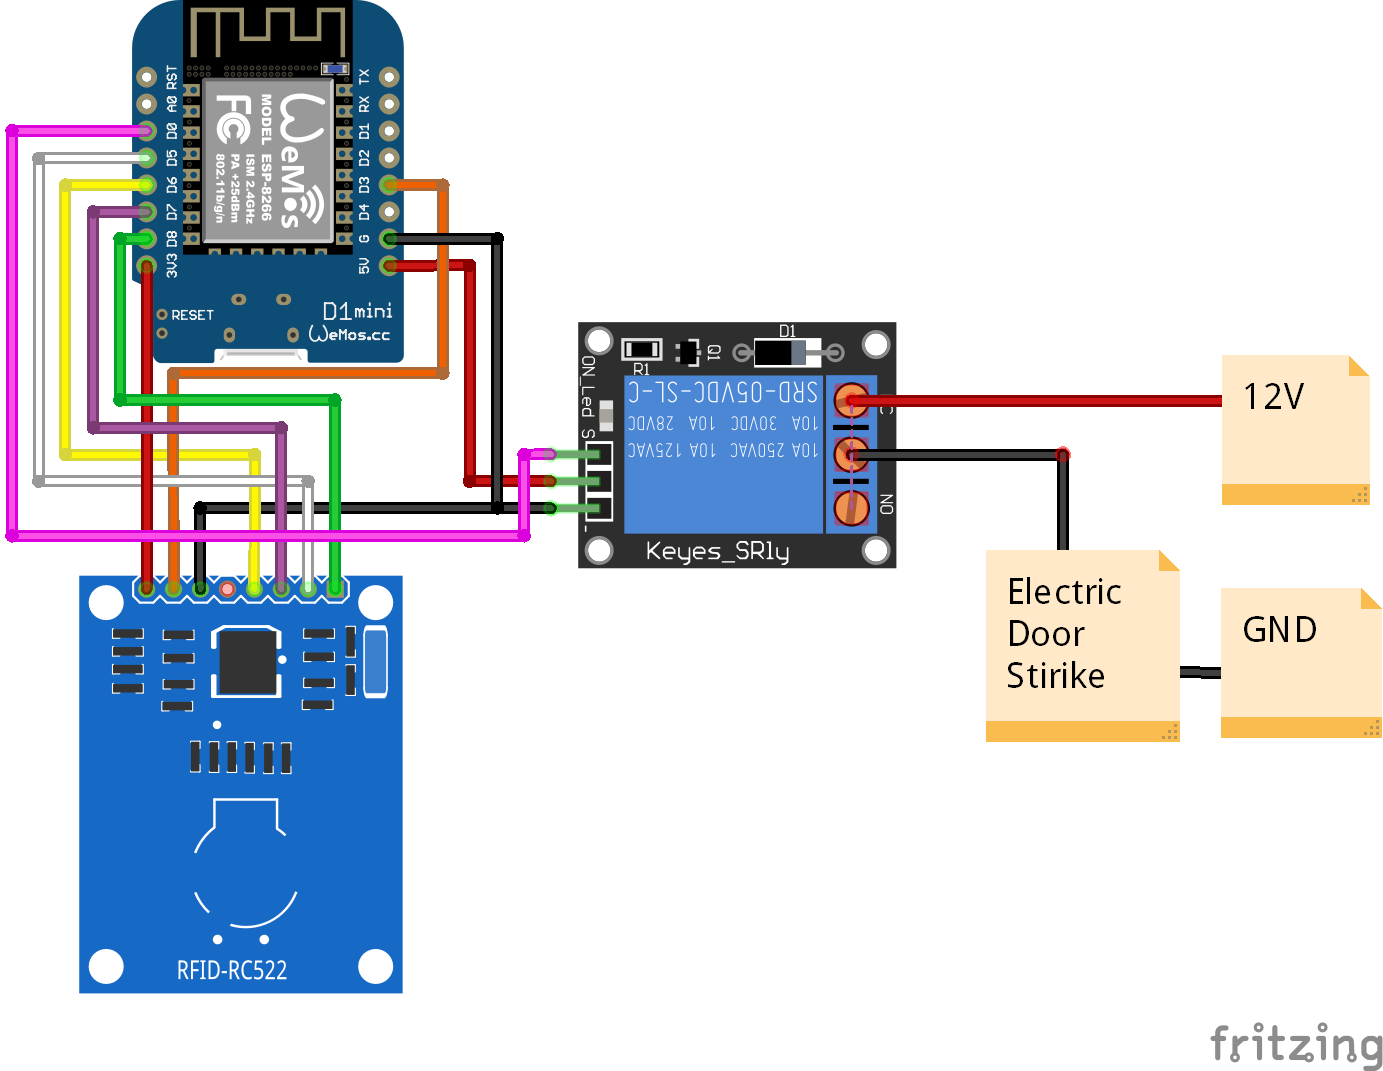 RST
A0
D0
D5
D6
D7
D8
3V3
TX
RX
D1
D2
D3
D4
G
5V
WeMos
MODEL ESP-8266
ISM 2.4GHz
PA +25dBm
802.11b/g/n
FC
RESET
D1mini
WeMos.cc
ON_Led
S
-
R1
Q1
D1
SRD-05VDC-SL-C
10A 30VDC 10A 28VDC
10A 250VAC 10A 125VAC
C
NO
Keyes_SRly
12V
Electric
Door
Stirike
GND
RFID-RC522
fritzing